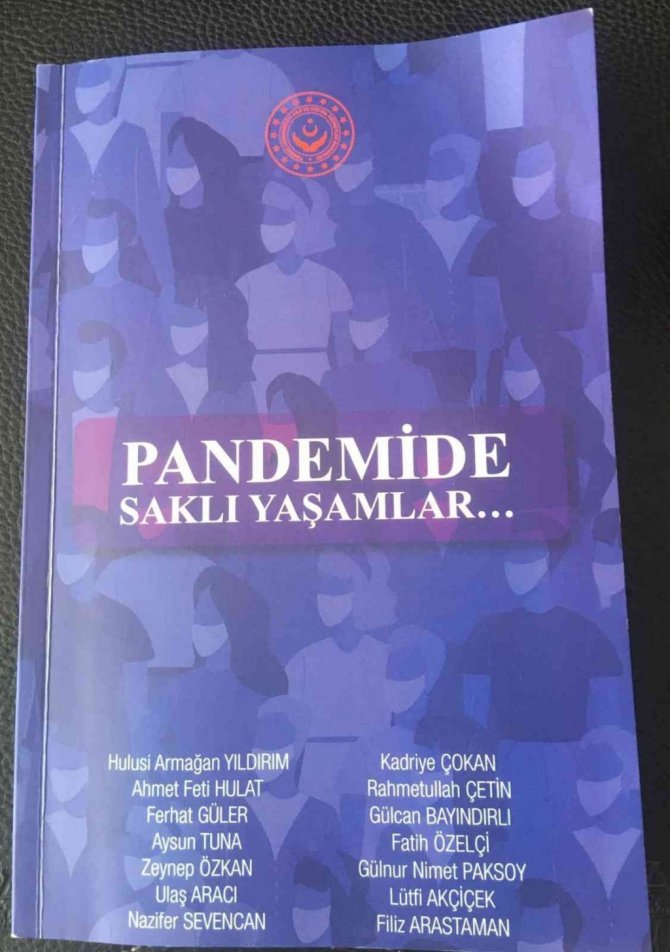 PANDEMİDE
SAKLI YAŞAMLAR...
Hulusi Armağan YILDIRIM
Ahmet Feti HULAT
Ferhat GÜLER
Aysun TUNA
Zeynep ÖZKAN
Ulaş ARACI
Nazifer SEVENCAN
Kadriye ÇOKAN
Rahmetullah ÇETİN
Gülcan BAYINDIRLI
Fatih ÖZELÇİ
Gülnur Nimet PAKSOY
Lütfi AKÇİÇEK
Filiz ARASTAMAN